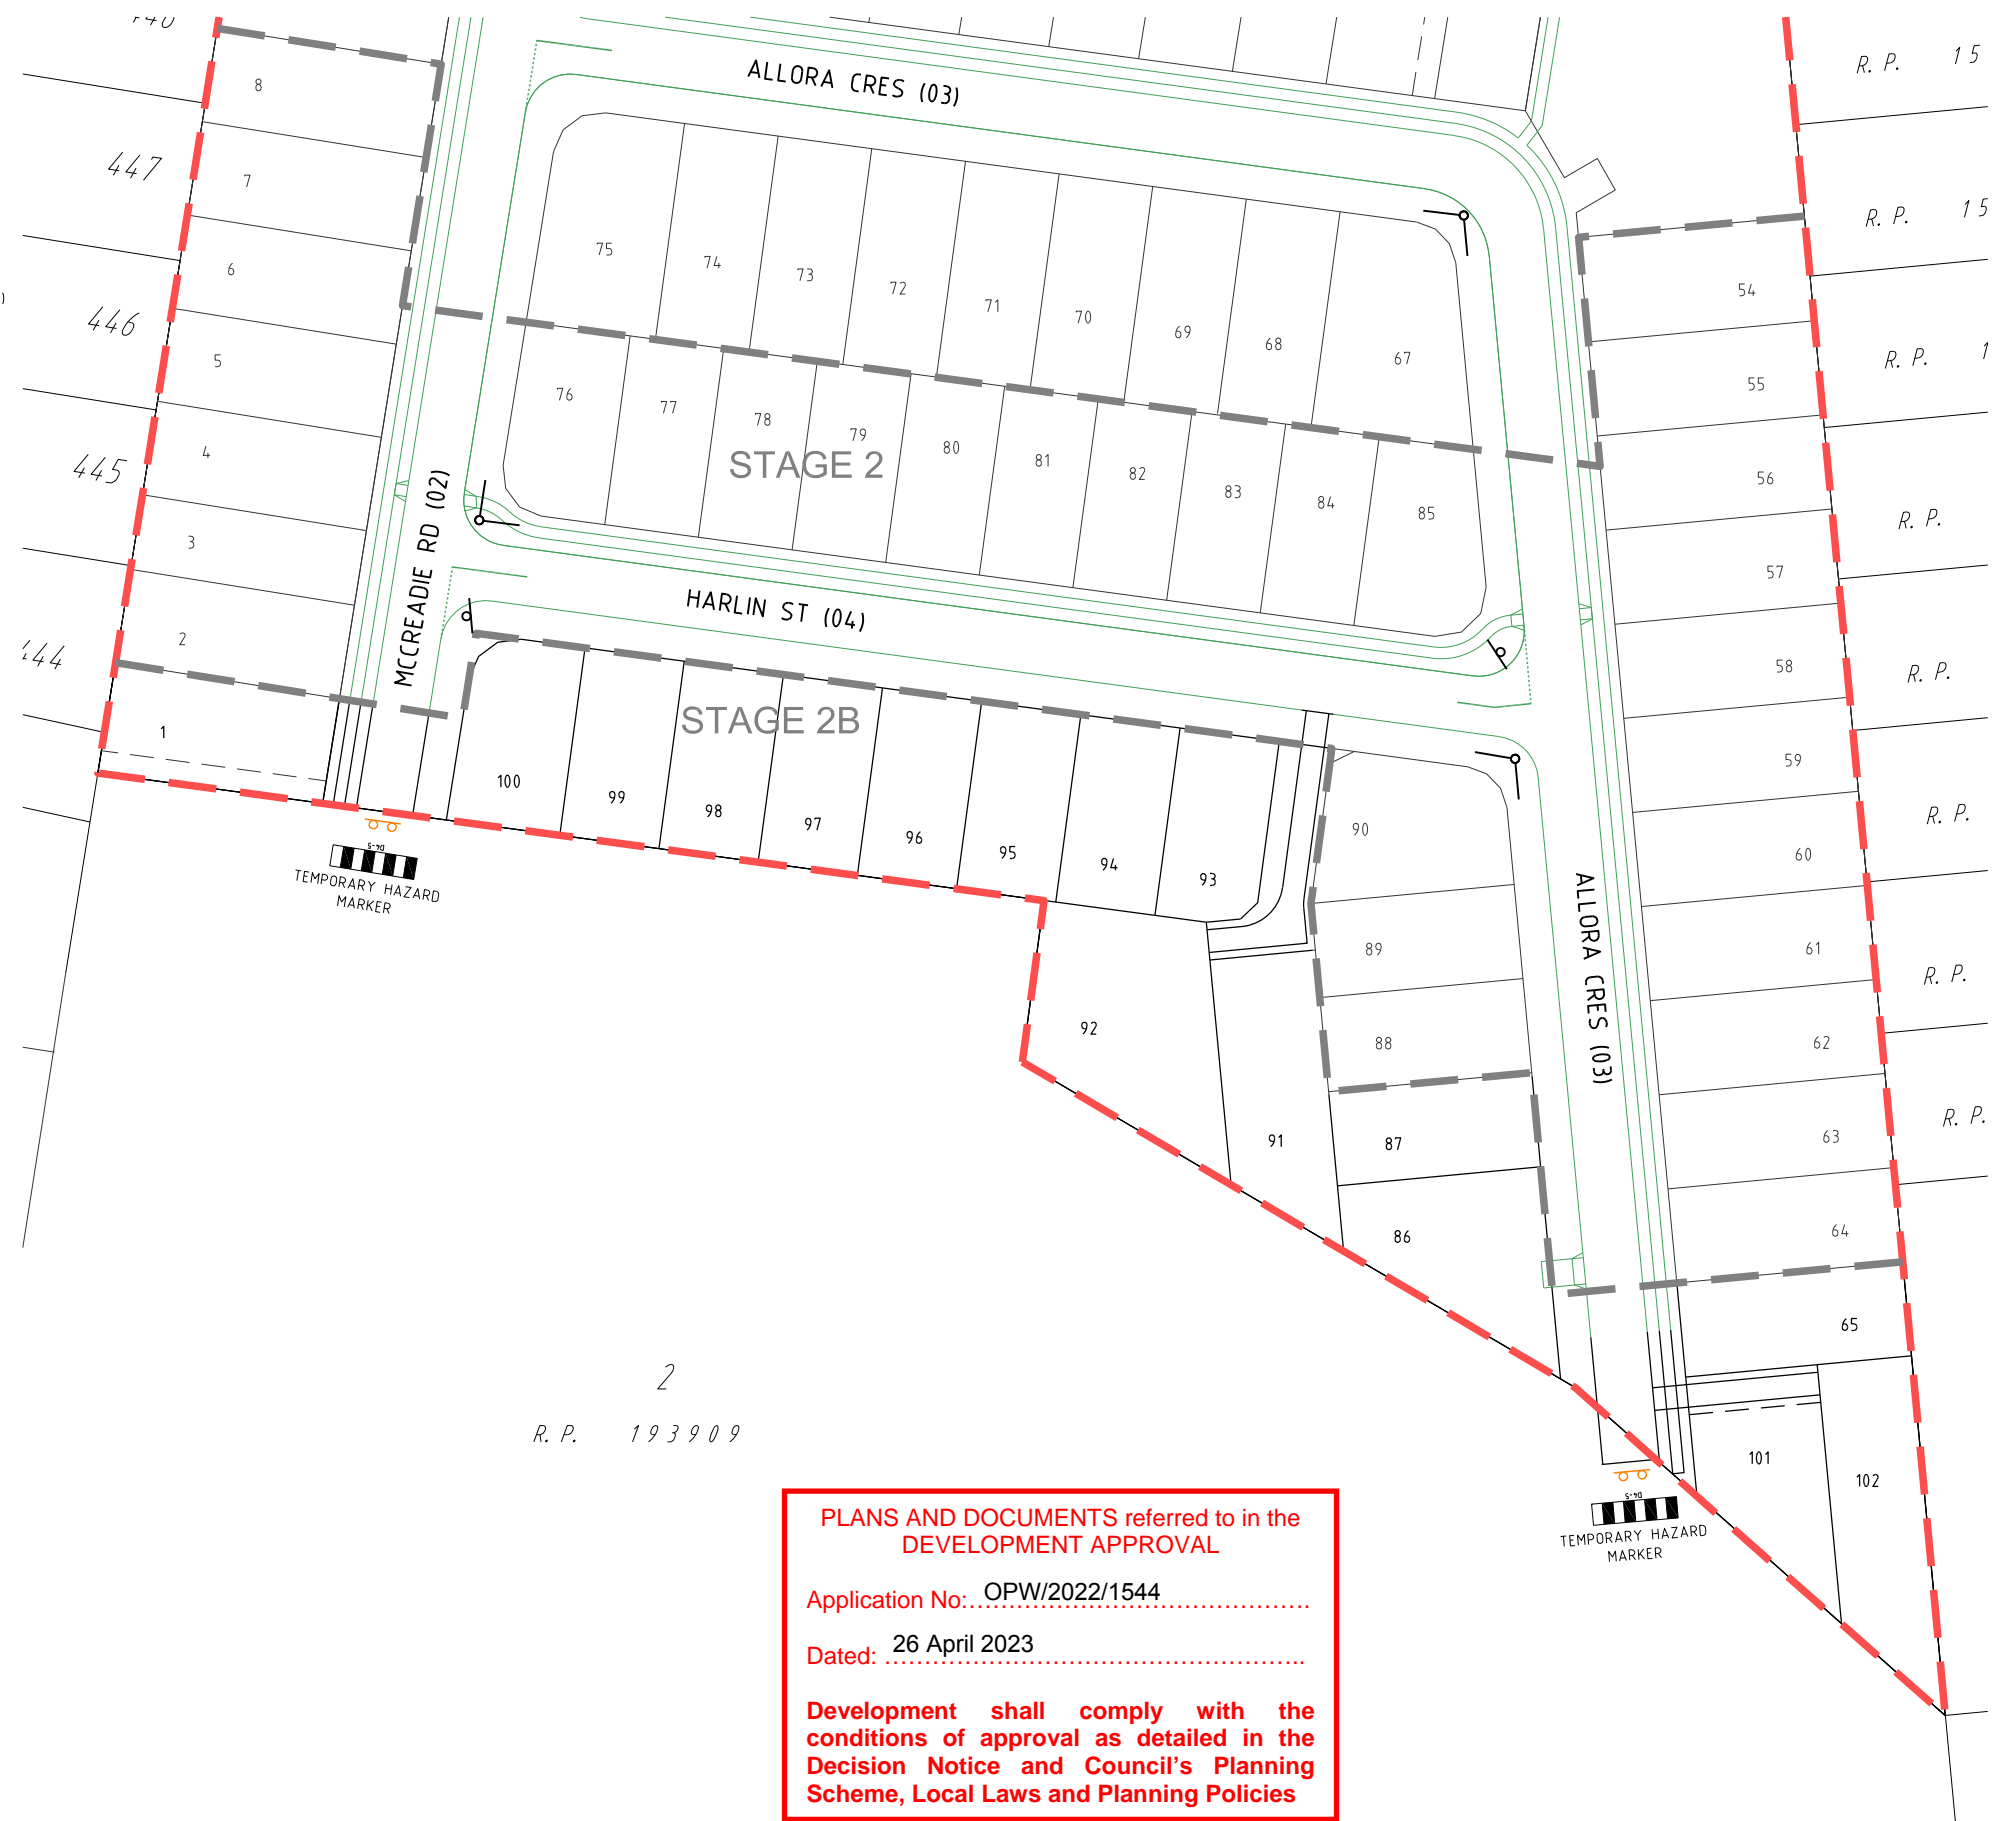 ALLORA CRES (03)
R. P. 15
8
447
7
R. P. 15
75
74
73
72
71
70
69
68
67
6
54
446
5
R. P. 1
55
76
77
78
79
80
81
82
83
84
85
STAGE 2
4
445
56
R. P.
3
MCCREADIE RD (02)
57
HARLIN ST (04)
2
444
58
R. P.
STAGE 2B
1
100
99
98
97
96
95
94
93
59
90
R. P.
60
D4-5
TEMPORARY HAZARD
MARKER
ALLORA CRES (03)
89
61
R. P.
92
88
62
91
87
63
R. P.
86
64
65
2
R. P. 193909
101
102
D4-5
TEMPORARY HAZARD
MARKER
PLANS AND DOCUMENTS referred to in the
DEVELOPMENT APPROVAL
Application No: OPW/2022/1544
Dated: 26 April 2023
Development shall comply with the
conditions of approval as detailed in the
Decision Notice and Council's Planning
Scheme, Local Laws and Planning Policies